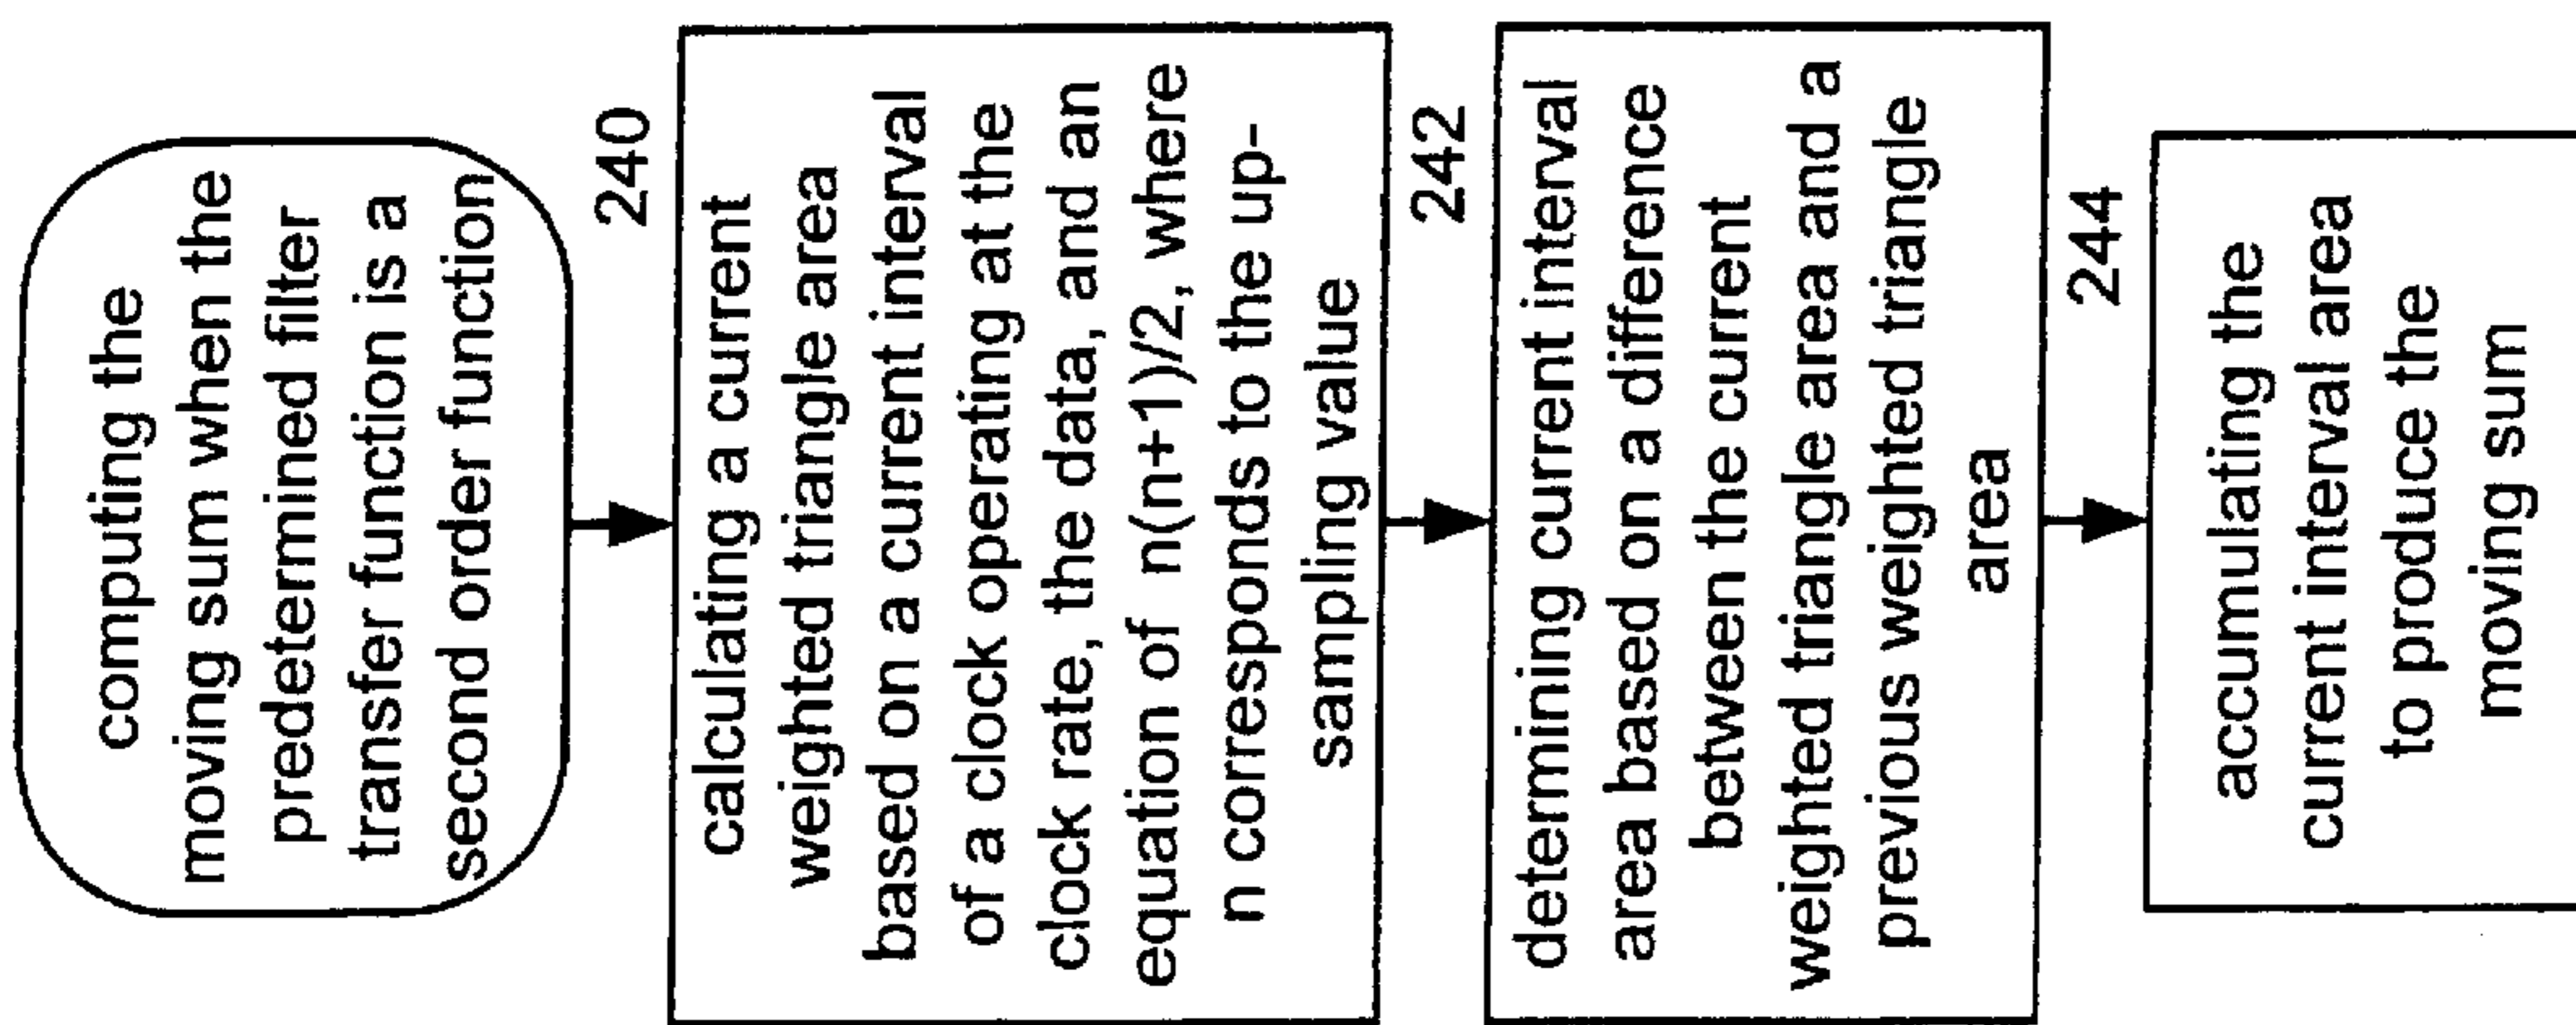 computing the
moving sum when the
predetermined filter
transfer function is a
second order function
240
calculating a current
weighted triangle area
based on a current interval
of a clock operating at the
clock rate, the data, and an
equation of n(n+1)/2, where
n corresponds to the up-
sampling value
242
determining current interval
area based on a difference
between the current
weighted triangle area and a
previous weighted triangle
area
244
accumulating the
current interval area
to produce the
moving sum